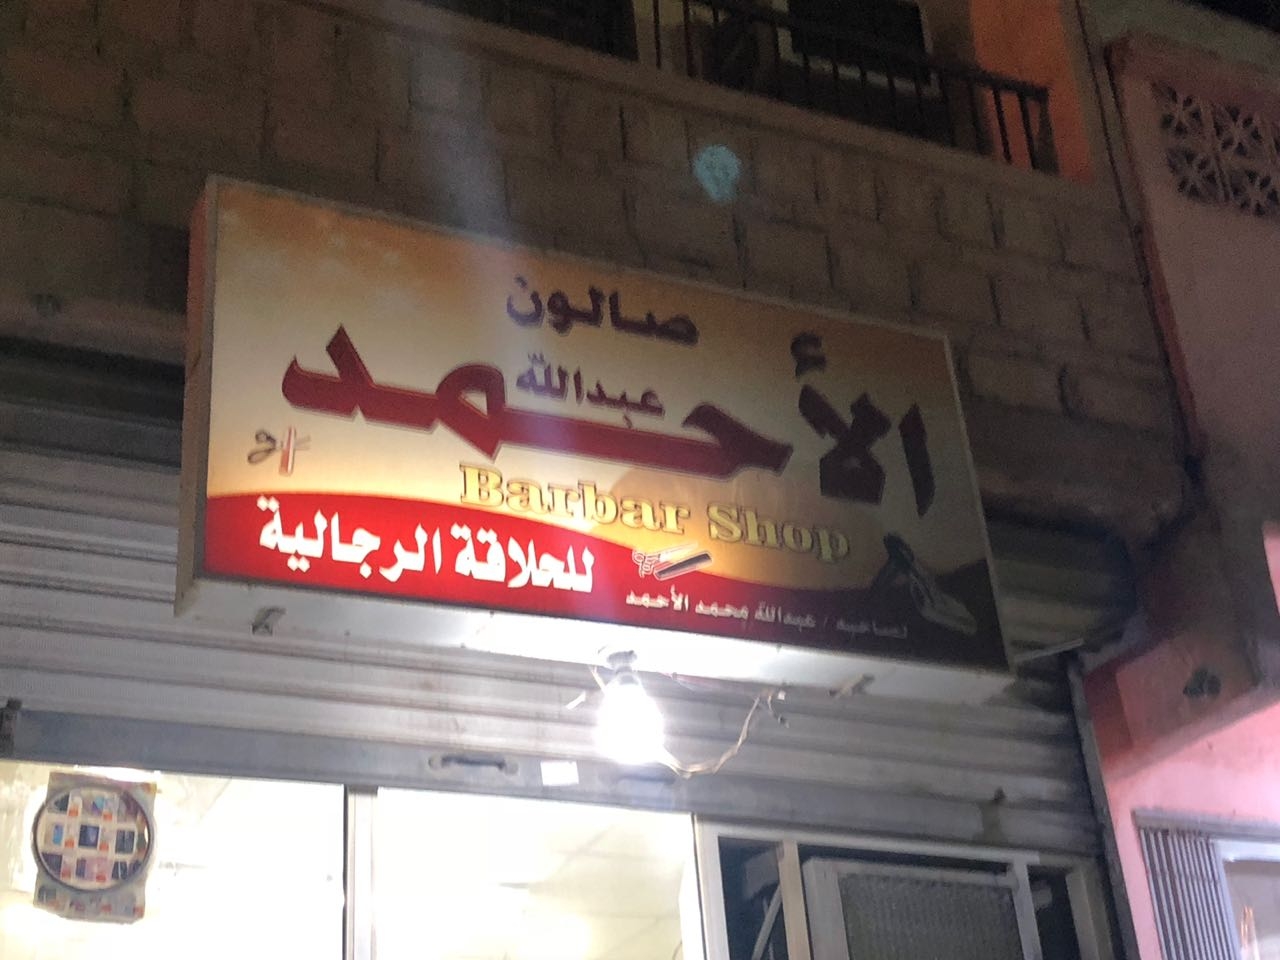 صالون
الأحمد
عبدالله
Barbar Shop
للحلاقة الرجالية
لصاحبه / عبدالله محمد الأحمد